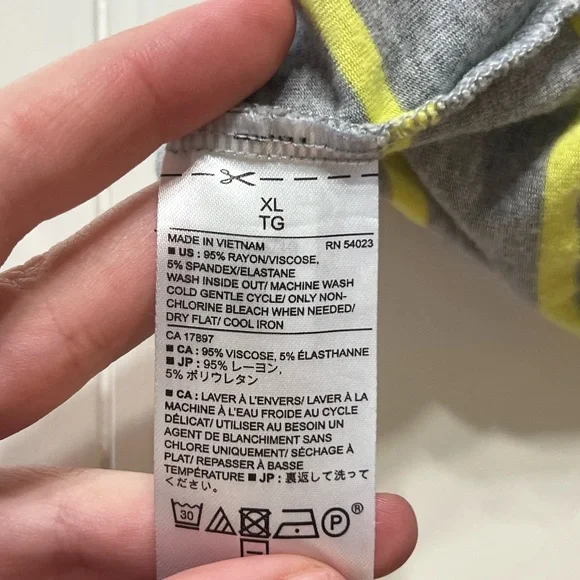 XL
TG
MADE IN VIETNAM RN 54023
■ US : 95% RAYON/VISCOSE,
5% SPANDEX/ELASTANE
WASH INSIDE OUT/ MACHINE WASH
COLD GENTLE CYCLE/ ONLY NON-
CHLORINE BLEACH WHEN NEEDED/
DRY FLAT/ COOL IRON
CA 17897
■ CA : 95% VISCOSE, 5% ÉLASTHANNE
■ JP : 95% レーヨン,
5% ポリウレタン
■ CA : LAVER À L'ENVERS/ LAVER À LA
MACHINE À L'EAU FROIDE AU CYCLE
DÉLICAT/ UTILISER AU BESOIN UN
AGENT DE BLANCHIMENT SANS
CHLORE UNIQUEMENT/ SÉCHAGE À
PLAT/ REPASSER À BASSE
TEMPÉRATURE ■ JP : 裏返して洗って
ください。
30 P ®